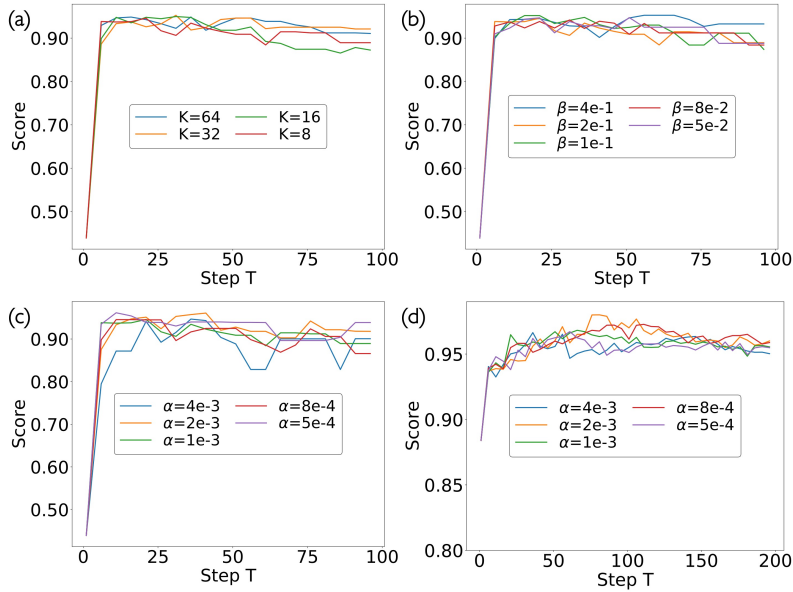 (a)
Score
0.90
0.80
0.70
0.60
0.50
K=64 K=16
K=32 K=8
0 25 50 75 100
Step T
(b)
Score
0.90
0.80
0.70
0.60
0.50
β=4e-1 β=8e-2
β=2e-1 β=5e-2
β=1e-1
0 25 50 75 100
Step T
(c)
Score
0.90
0.80
0.70
0.60
0.50
α=4e-3 α=8e-4
α=2e-3 α=5e-4
α=1e-3
0 25 50 75 100
Step T
(d)
Score
0.95
0.90
0.85
0.80
α=4e-3 α=8e-4
α=2e-3 α=5e-4
α=1e-3
0 50 100 150 200
Step T